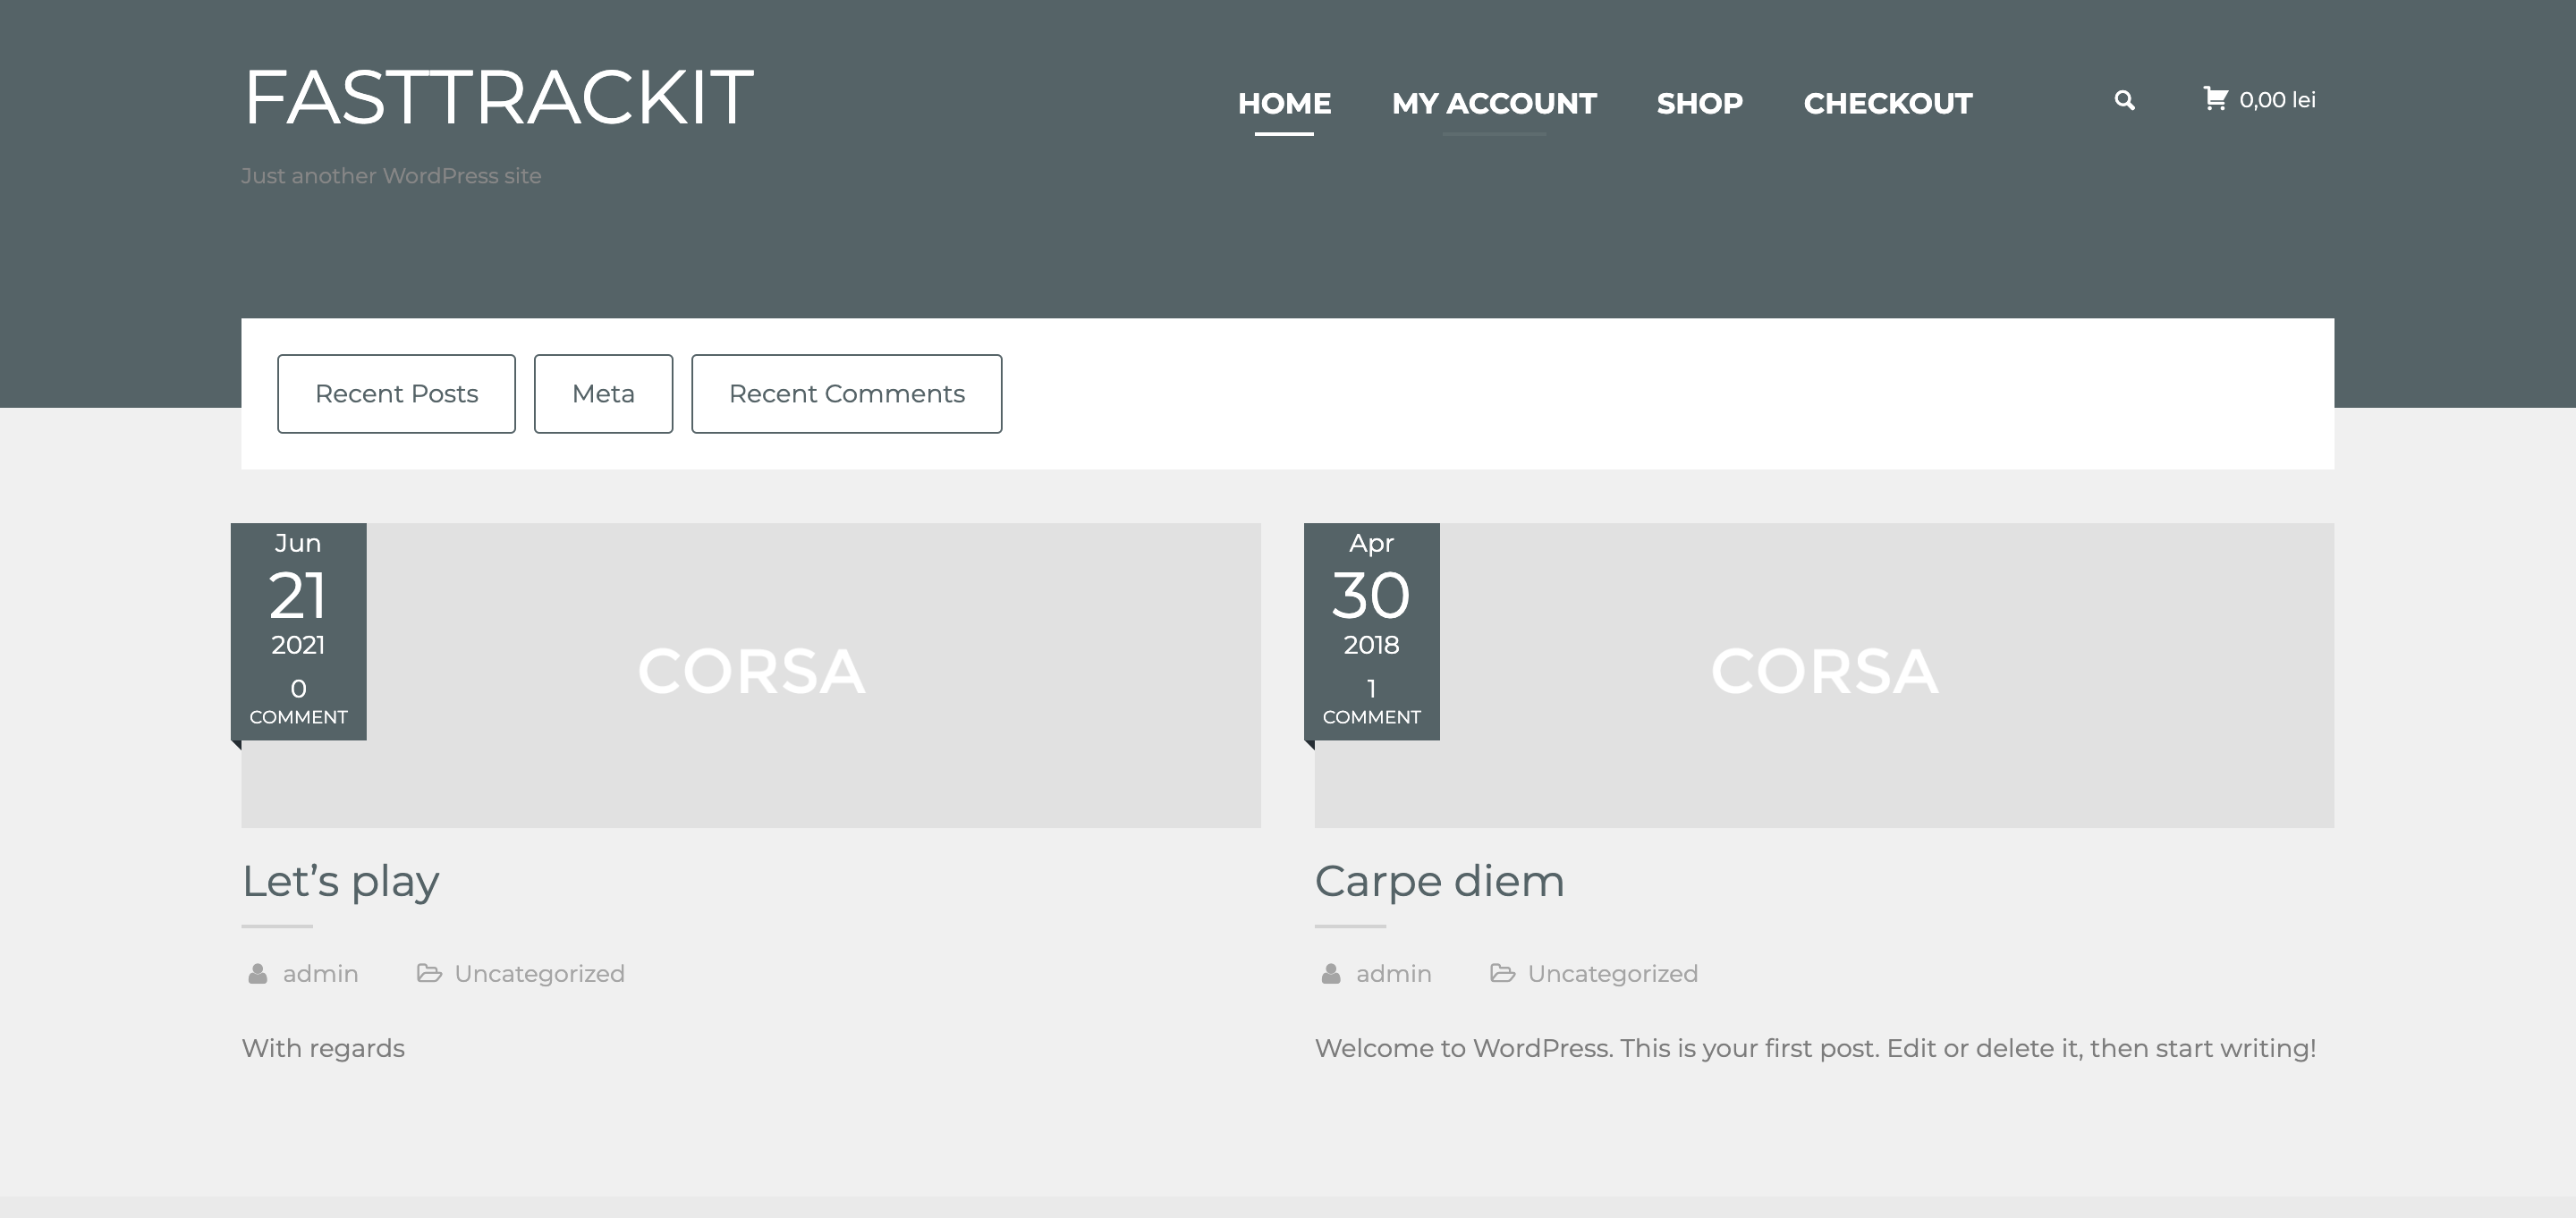 FASTTRACKIT
HOME MY ACCOUNT SHOP CHECKOUT 0,00 lei
Just another WordPress site
Recent Posts Meta Recent Comments
Jun
21
2021
0
COMMENT
CORSA
Let’s play
admin Uncategorized
With regards
Apr
30
2018
1
COMMENT
CORSA
Carpe diem
admin Uncategorized
Welcome to WordPress. This is your first post. Edit or delete it, then start writing!